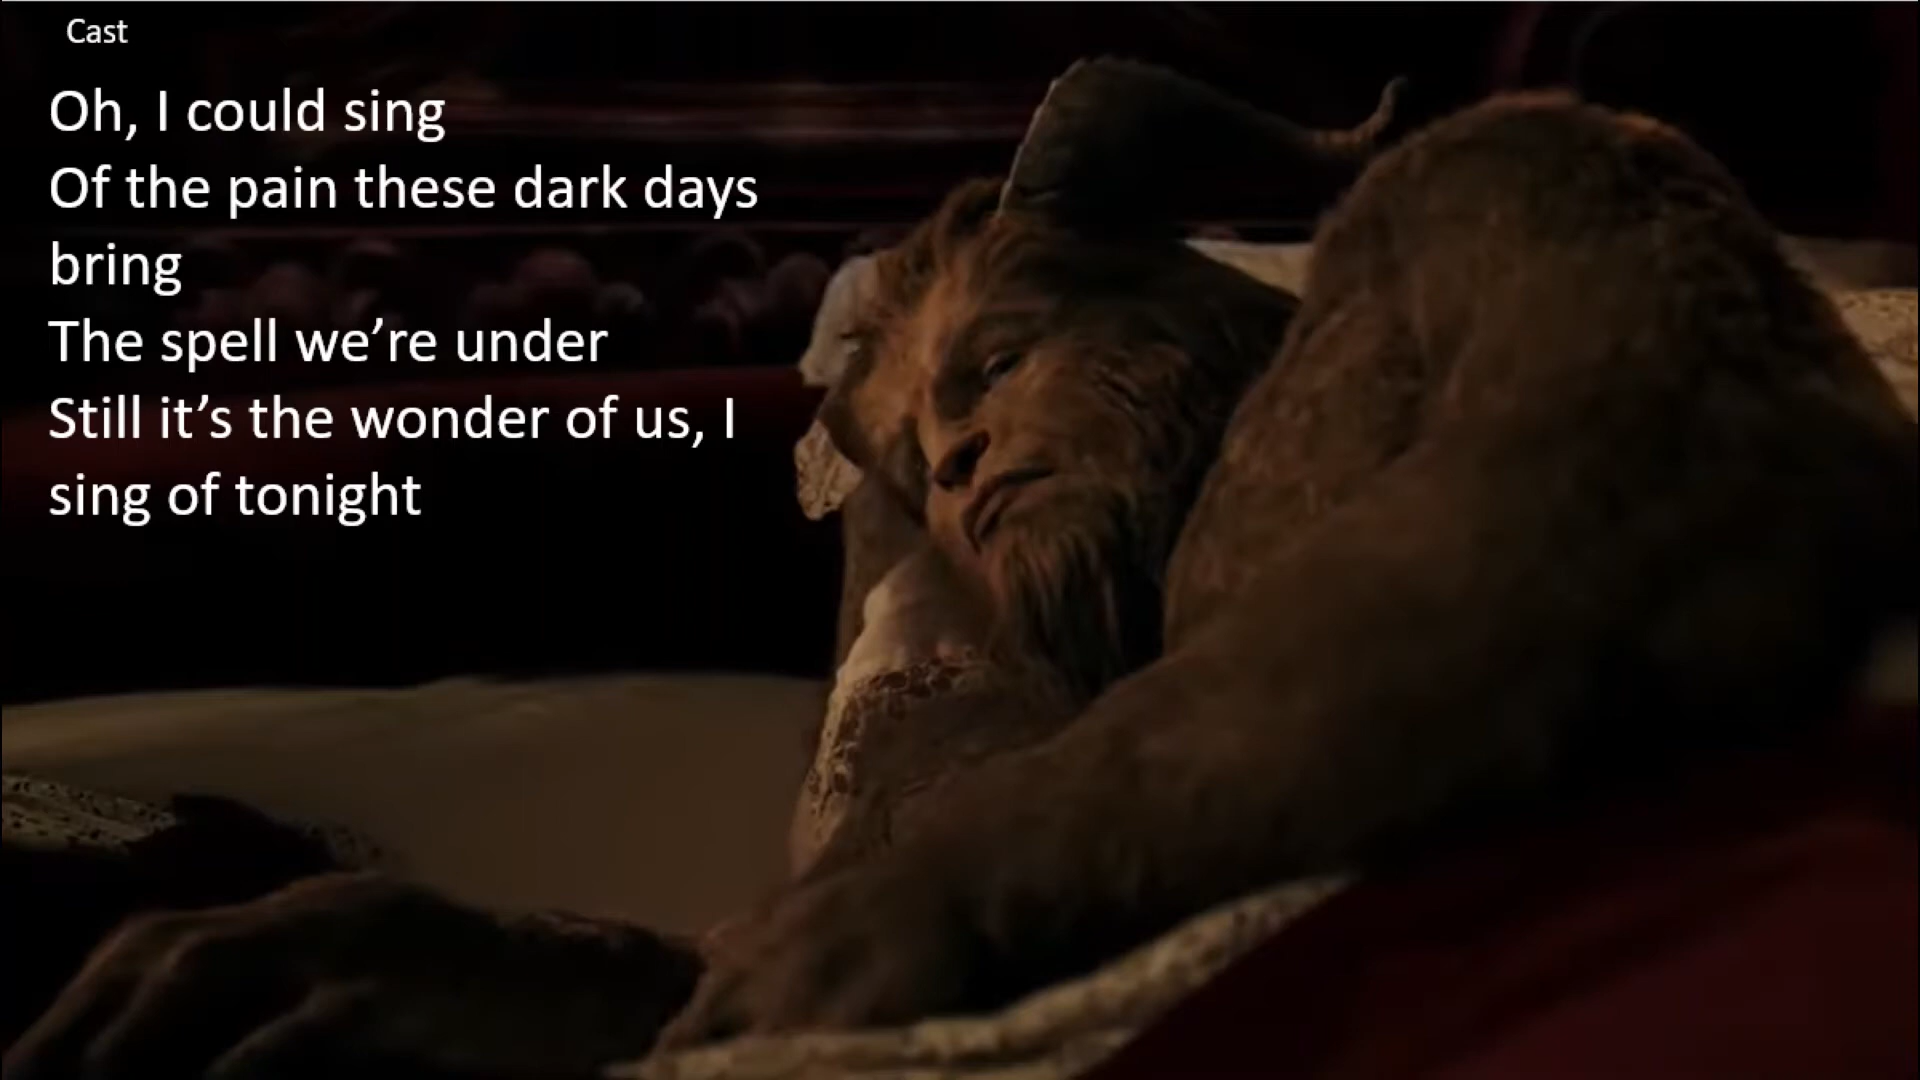 Cast
Oh, I could sing
Of the pain these dark days
bring
The spell we’re under
Still it’s the wonder of us, I
sing of tonight